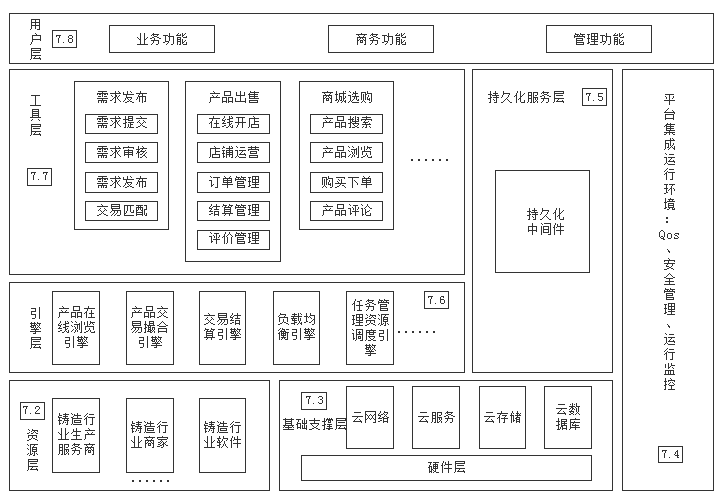 用
户
层
7.8
业务功能
商务功能
管理功能
工
具
层
7.7
需求发布
需求提交
需求审核
需求发布
交易匹配
产品出售
在线开店
店铺运营
订单管理
结算管理
评价管理
商城选购
产品搜索
产品浏览
购买下单
产品评论
......
持久化服务层
7.5
持久化
中间件
平
台
集
成
运
行
环
境
：
Qos
、
安
全
管
理
、
运
行
监
控
7.4
引
擎
层
产品在
线浏览
引擎
产品交
易撮合
引擎
交易结
算引擎
负载均
衡引擎
任务管
理资源
调度引
擎
7.6
......
7.2
资
源
层
铸造行
业生产
服务商
铸造行
业商家
铸造行
业软件
......
7.3
基础支撑层
云网络
云服务
云存储
云数
据库
硬件层